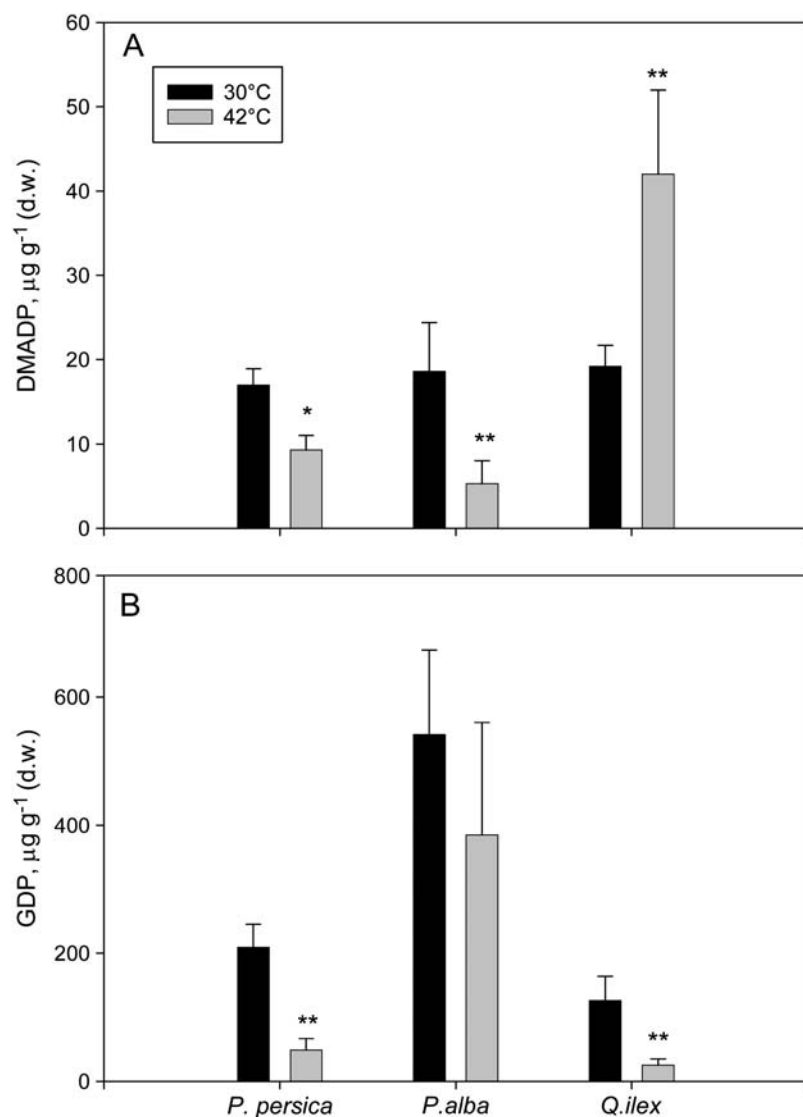 A
30°C
42°C
60
50
40
30
20
10
0
DMADP, µg g⁻¹ (d.w.)
*
**
**
B
800
600
400
200
0
GDP, µg g⁻¹ (d.w.)
**
**
P. persica
P.alba
Q.ilex